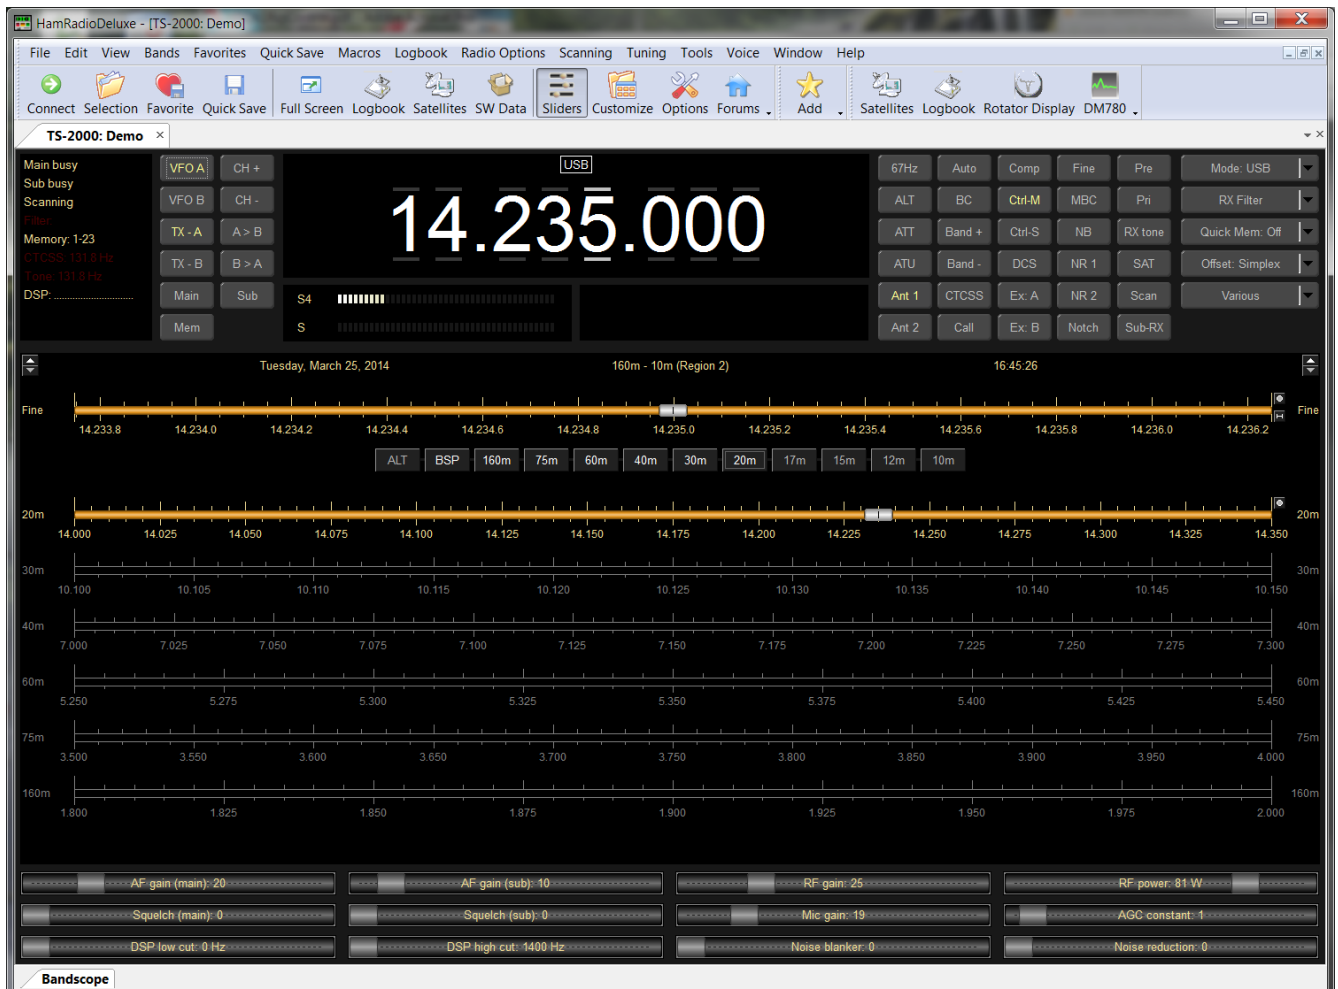 HamRadioDeluxe - [TS-2000: Demo]
File Edit View Bands Favorites Quick Save Macros Logbook Radio Options Scanning Tuning Tools Voice Window Help
Connect Selection Favorite Quick Save Full Screen Logbook Satellites SW Data Sliders Customize Options Forums Add Satellites Logbook Rotator Display DM780
TS-2000: Demo
Main busy
Sub busy
Scanning
Filter:
Memory: 1-23
CTCSS: 131.8 Hz
Tone: 131.8 Hz
DSP: ............................
VFO A CH +
VFO B CH -
TX - A A > B
TX - B B > A
Main Sub
Mem
USB
14.235.000
S4
S
67Hz Auto Comp Fine Pre Mode: USB
ALT BC Ctrl-M MBC Pri RX Filter
ATT Band + Ctrl-S NB RX tone Quick Mem: Off
ATU Band - DCS NR 1 SAT Offset: Simplex
Ant 1 CTCSS Ex: A NR 2 Scan Various
Ant 2 Call Ex: B Notch Sub-RX
Tuesday, March 25, 2014 160m - 10m (Region 2) 16:45:26
Fine Fine
14.233.8 14.234.0 14.234.2 14.234.4 14.234.6 14.234.8 14.235.0 14.235.2 14.235.4 14.235.6 14.235.8 14.236.0 14.236.2
ALT BSP 160m 75m 60m 40m 30m 20m 17m 15m 12m 10m
20m 20m
14.000 14.025 14.050 14.075 14.100 14.125 14.150 14.175 14.200 14.225 14.250 14.275 14.300 14.325 14.350
30m 30m
10.100 10.105 10.110 10.115 10.120 10.125 10.130 10.135 10.140 10.145 10.150
40m 40m
7.000 7.025 7.050 7.075 7.100 7.125 7.150 7.175 7.200 7.225 7.250 7.275 7.300
60m 60m
5.250 5.275 5.300 5.325 5.350 5.375 5.400 5.425 5.450
75m 75m
3.500 3.550 3.600 3.650 3.700 3.750 3.800 3.850 3.900 3.950 4.000
160m 160m
1.800 1.825 1.850 1.875 1.900 1.925 1.950 1.975 2.000
AF gain (main): 20 AF gain (sub): 10 RF gain: 25 RF power: 81 W
Squelch (main): 0 Squelch (sub): 0 Mic gain: 19 AGC constant: 1
DSP low cut: 0 Hz DSP high cut: 1400 Hz Noise blanker: 0 Noise reduction: 0
Bandscope